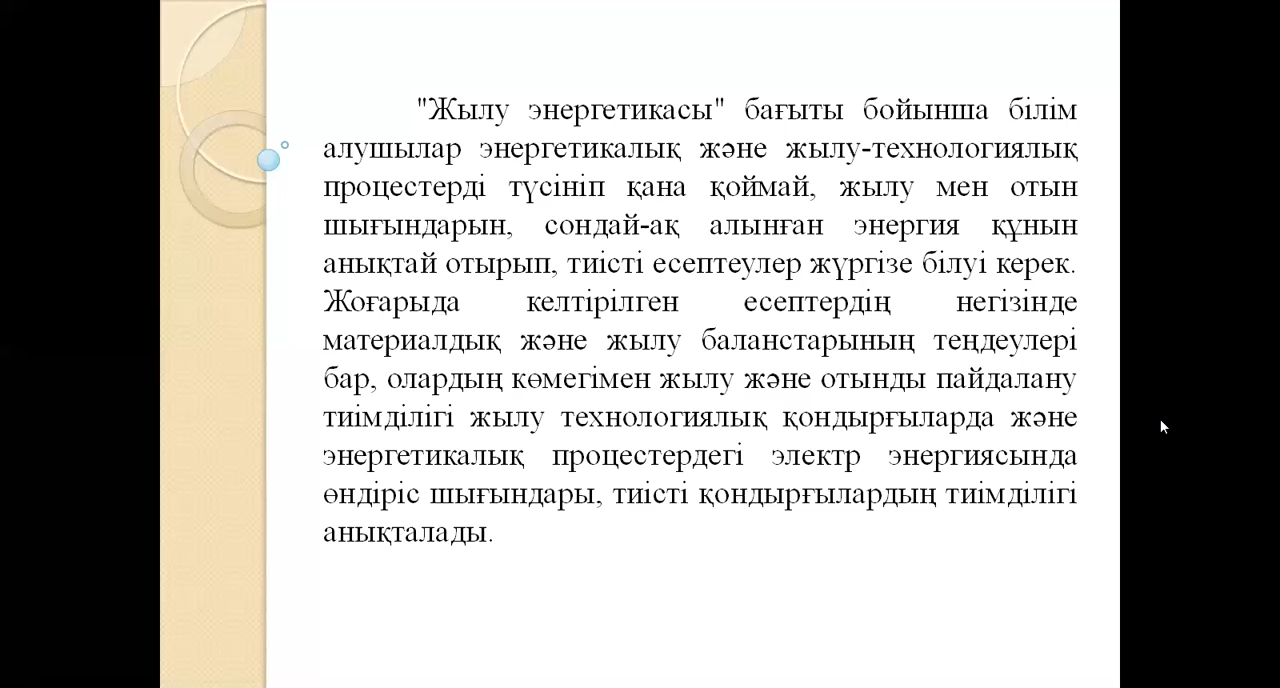 "Жылу энергетикасы" бағыты бойынша білім
алушылар энергетикалық және жылу-технологиялық
процестерді түсініп қана қоймай, жылу мен отын
шығындарын, сондай-ақ алынған энергия құнын
анықтай отырып, тиісті есептеулер жүргізе білуі керек.
Жоғарыда келтірілген есептердің негізінде
материалдық және жылу баланстарының теңдеулері
бар, олардың көмегімен жылу және отынды пайдалану
тиімділігі жылу технологиялық қондырғыларда және
энергетикалық процестердегі электр энергиясында
өндіріс шығындары, тиісті қондырғылардың тиімділігі
анықталады.